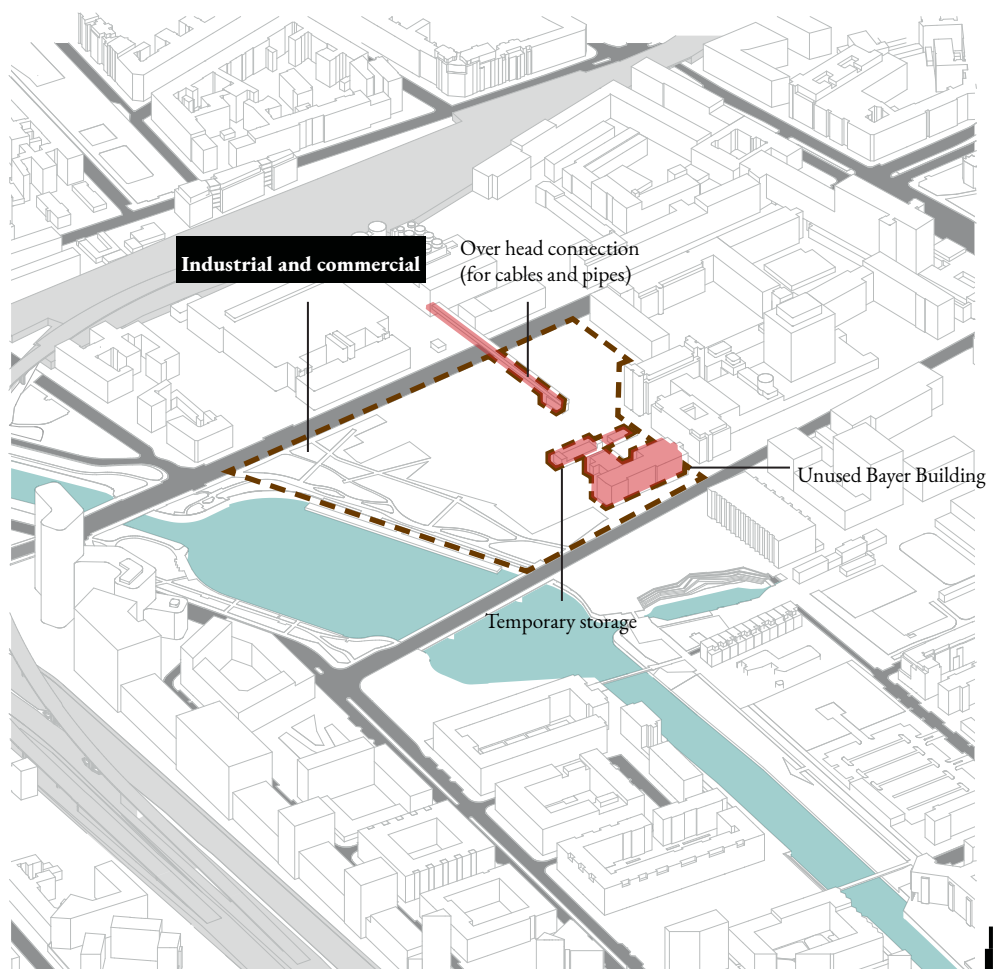 Over head connection
(for cables and pipes)
Industrial and commercial
Unused Bayer Building
Temporary storage